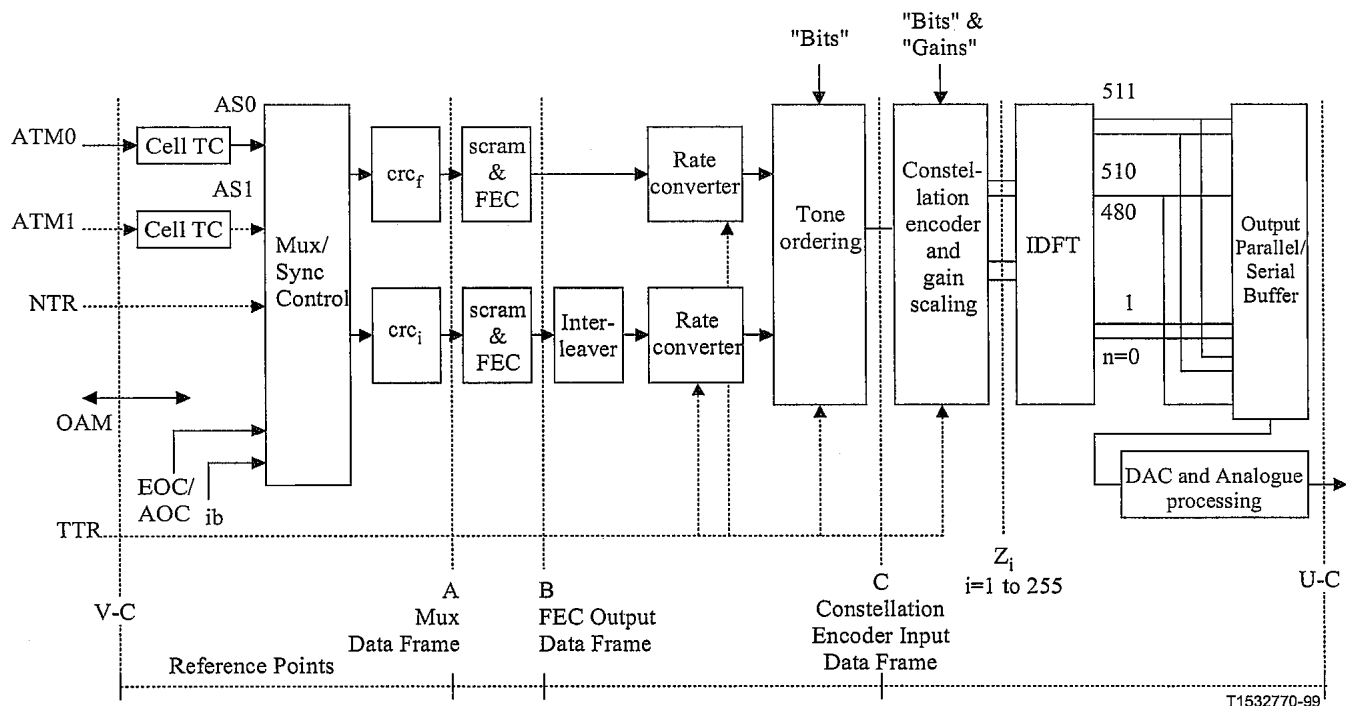 "Bits"
"Bits" &
"Gains"
AS0
ATM0
Cell TC
AS1
ATM1
Cell TC
NTR
OAM
EOC/
AOC
ib
TTR
Mux/
Sync
Control
crcf
crci
scram
&
FEC
scram
&
FEC
Inter-
leaver
Rate
converter
Rate
converter
Tone
ordering
Constel-
lation
encoder
and
gain
scaling
IDFT
511
510
480
1
n=0
Output
Parallel/
Serial
Buffer
DAC and Analogue
processing
V-C
A
Mux
Data Frame
B
FEC Output
Data Frame
C
Constellation
Encoder Input
Data Frame
Zi
i=1 to 255
U-C
Reference Points
T1532770-99